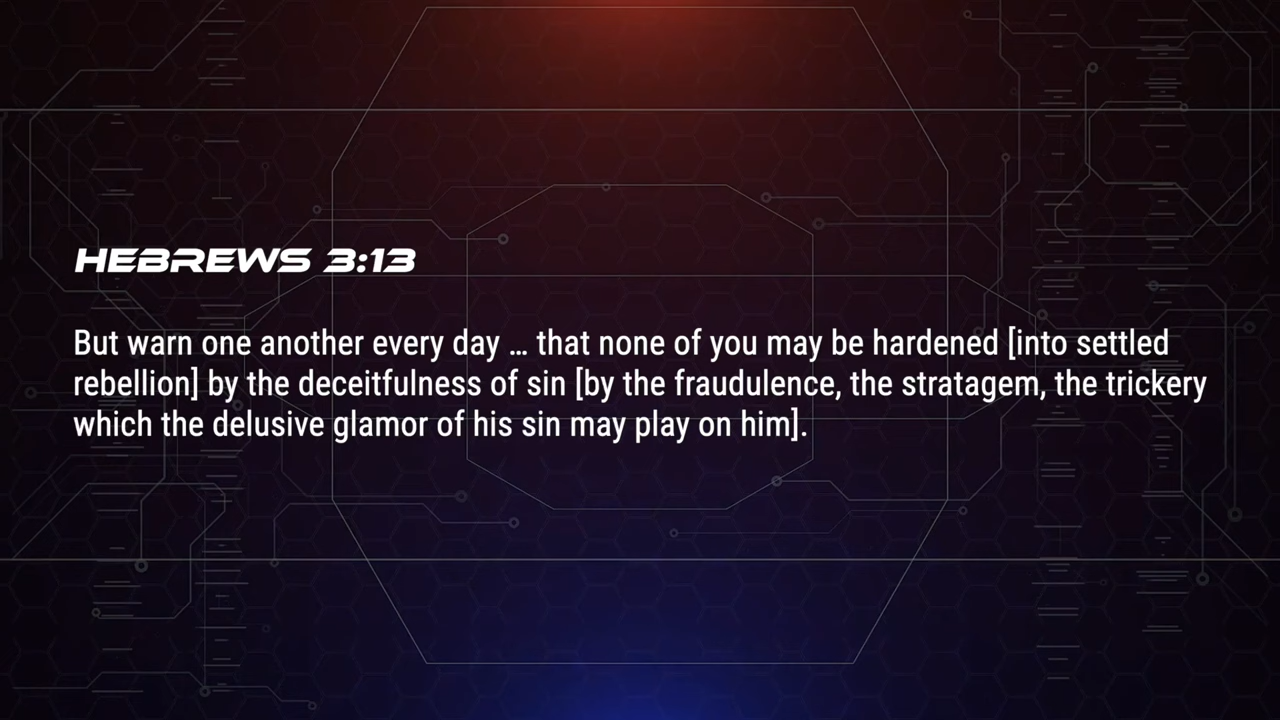 HEBREWS 3:13
But warn one another every day … that none of you may be hardened [into settled
rebellion] by the deceitfulness of sin [by the fraudulence, the stratagem, the trickery
which the delusive glamor of his sin may play on him].